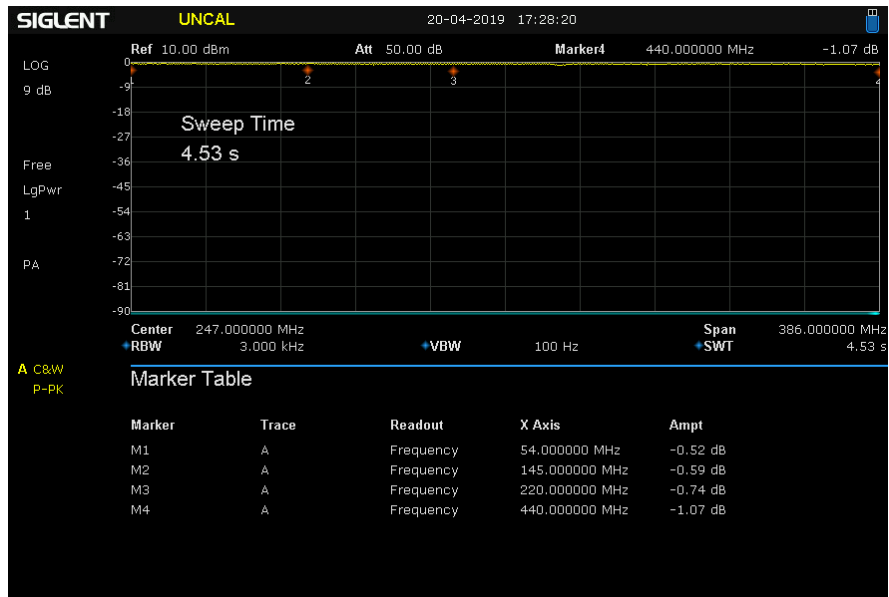 SIGLENT UNCAL 20-04-2019 17:28:20
Ref 10.00 dBm Att 50.00 dB Marker4 440.000000 MHz -1.07 dB
LOG
9 dB
Free
LgPwr
1
PA
A C&W
P-PK
0
-9
-18
-27
-36
-45
-54
-63
-72
-81
-90
1 2 3 4
Sweep Time
4.53 s
Center 247.000000 MHz Span 386.000000 MHz
RBW 3.000 kHz VBW 100 Hz SWT 4.53 s
Marker Table
Marker Trace Readout X Axis Ampt
M1 A Frequency 54.000000 MHz -0.52 dB
M2 A Frequency 145.000000 MHz -0.59 dB
M3 A Frequency 220.000000 MHz -0.74 dB
M4 A Frequency 440.000000 MHz -1.07 dB